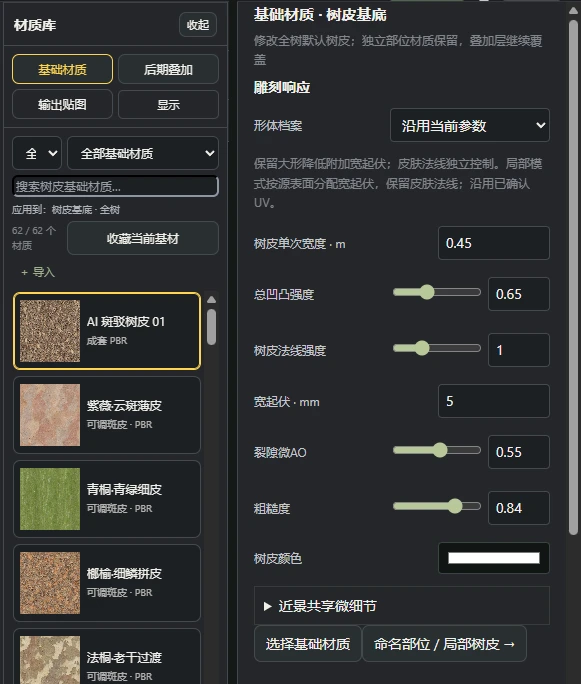 材质库
收起
基础材质
后期叠加
输出贴图
显示
全
全部基础材质
搜索树皮基础材质...
应用到：树皮基底 · 全树
62 / 62 个
材质
收藏当前基材
+ 导入
AI 斑驳树皮 01
成套 PBR
紫薇·云斑薄皮
可调斑皮 · PBR
青桐·青绿细皮
可调斑皮 · PBR
榔榆·细鳞拼皮
可调斑皮 · PBR
法桐·老干过渡
可调斑皮 · PBR
基础材质 · 树皮基底
修改全树默认树皮；独立部位材质保留，叠加层继续覆
盖
雕刻响应
形体档案
沿用当前参数
保留大形降低附加宽起伏；皮肤法线独立控制。局部模
式按源表面分配宽起伏，保留皮肤法线；沿用已确认
UV。
树皮单次宽度 · m
0.45
总凹凸强度
0.65
树皮法线强度
1
宽起伏 · mm
5
裂隙微AO
0.55
粗糙度
0.84
树皮颜色
▶ 近景共享微细节
选择基础材质
命名部位 / 局部树皮 →